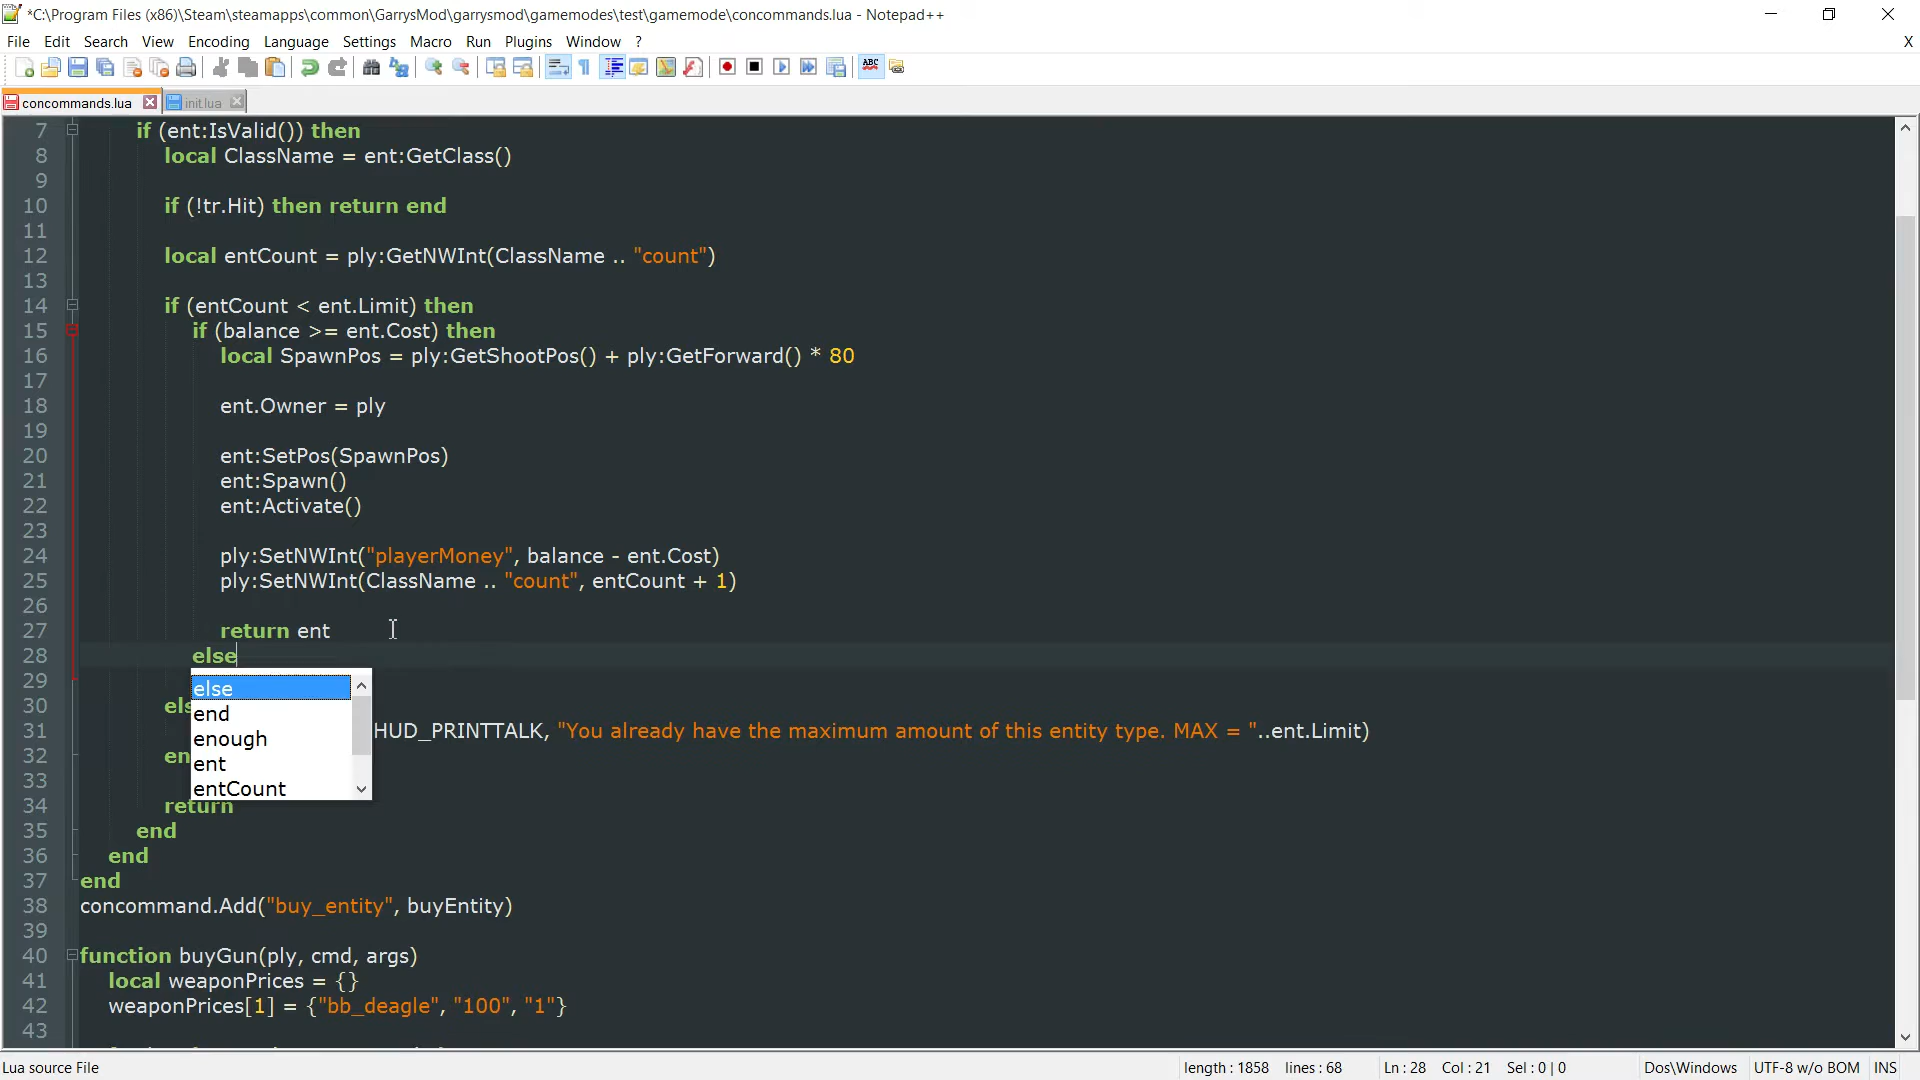 *C:\Program Files (x86)\Steam\steamapps\common\GarrysMod\garrysmod\gamemodes\test\gamemode\concommands.lua - Notepad++
File Edit Search View Encoding Language Settings Macro Run Plugins Window ? X
ABC
concommands.lua init.lua
7 if (ent:IsValid()) then
8 local ClassName = ent:GetClass()
9
10 if (!tr.Hit) then return end
11
12 local entCount = ply:GetNWInt(ClassName .. "count")
13
14 if (entCount < ent.Limit) then
15 if (balance >= ent.Cost) then
16 local SpawnPos = ply:GetShootPos() + ply:GetForward() * 80
17
18 ent.Owner = ply
19
20 ent:SetPos(SpawnPos)
21 ent:Spawn()
22 ent:Activate()
23
24 ply:SetNWInt("playerMoney", balance - ent.Cost)
25 ply:SetNWInt(ClassName .. "count", entCount + 1)
26
27 return ent
28 else
29
30 els
31 HUD_PRINTTALK, "You already have the maximum amount of this entity type. MAX = "..ent.Limit)
32 en
33
34 return
35 end
36 end
37 end
38 concommand.Add("buy_entity", buyEntity)
39
40 function buyGun(ply, cmd, args)
41 local weaponPrices = {}
42 weaponPrices[1] = {"bb_deagle", "100", "1"}
43
else
end
enough
ent
entCount
Lua source File length : 1858 lines : 68 Ln : 28 Col : 21 Sel : 0 | 0 Dos\Windows UTF-8 w/o BOM INS